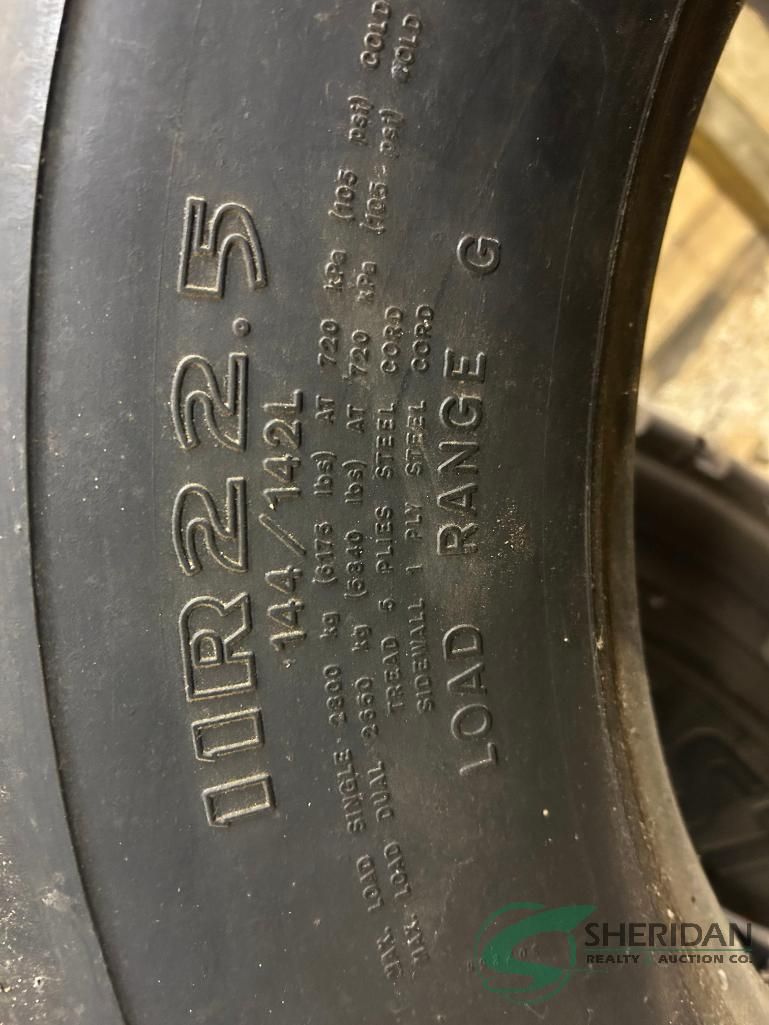 11R22.5
144/142L
MAX. LOAD SINGLE 2800 kg (6175 lbs) AT 720 kPa (105 psi) COLD
MAX. LOAD DUAL 2650 kg (5840 lbs) AT 720 kPa (105 psi) COLD
TREAD 5 PLIES STEEL CORD
SIDEWALL 1 PLY STEEL CORD
LOAD RANGE G
SHERIDAN
REALTY & AUCTION CO.